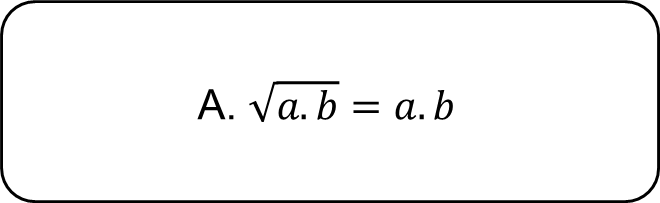 A. √a.b = a.b